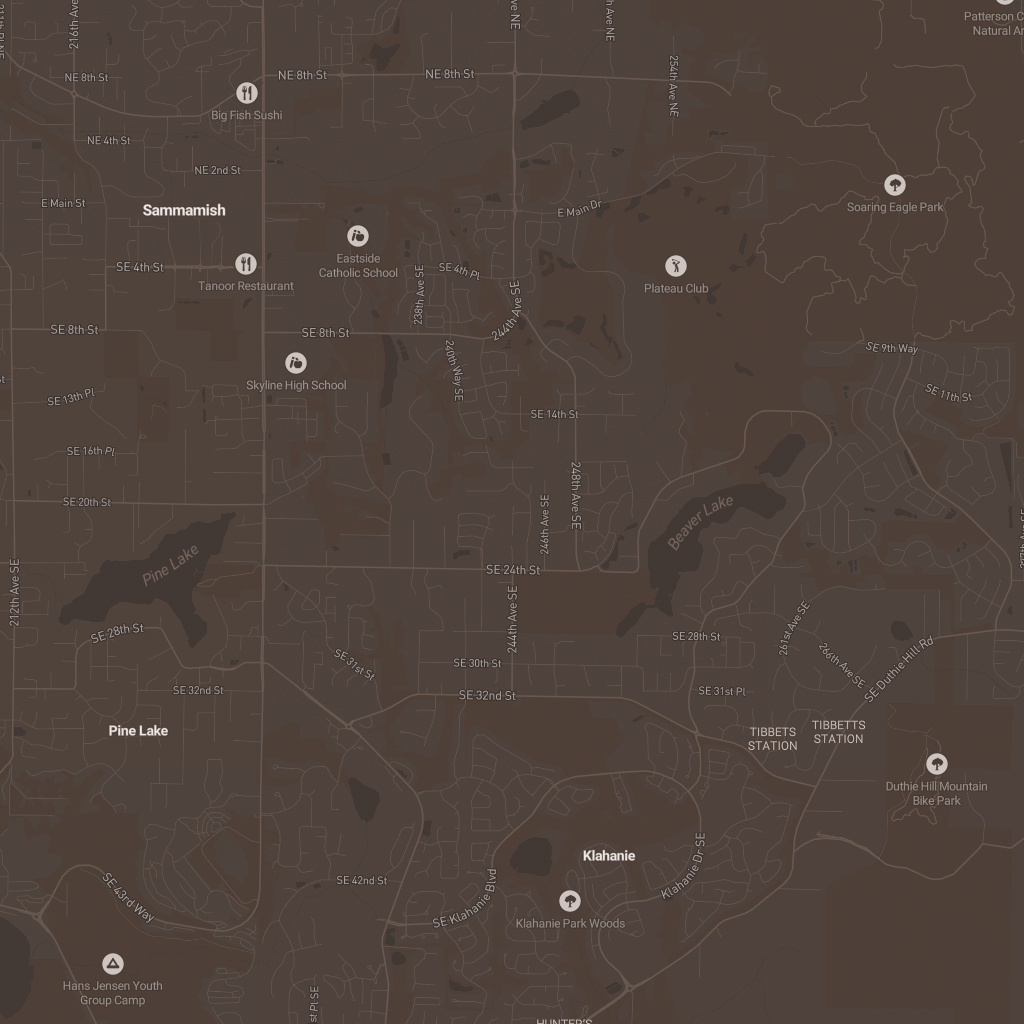 216th Ave
NE 8th St
NE 8th St
NE 8th St
ve NE
h Ave NE
254th Ave NE
Patterson C
Natural Ar
Big Fish Sushi
NE 4th St
NE 2nd St
E Main St
Sammamish
E Main Dr
Soaring Eagle Park
Eastside
Catholic School
SE 4th St
Tanoor Restaurant
238th Ave SE
SE 4th Pl
244th Ave SE
Plateau Club
SE 8th St
SE 8th St
240th Way SE
SE 9th Way
Skyline High School
SE 13th Pl
SE 11th St
SE 14th St
SE 16th Pl
248th Ave SE
246th Ave SE
SE 20th St
Beaver Lake
Pine Lake
212th Ave SE
SE 24th St
244th Ave SE
SE 28th St
SE 28th St
261st Ave SE
266th Ave SE
SE Duthie Hill Rd
SE 31st St
SE 30th St
SE 32nd St
SE 32nd St
SE 31st Pl
Pine Lake
TIBBETS
STATION
TIBBETTS
STATION
Duthie Hill Mountain
Bike Park
Klahanie
Klahanie Dr SE
SE 42nd St
SE 43rd Way
SE Klahanie Blvd
Klahanie Park Woods
Hans Jensen Youth
Group Camp
st Pl SE
HUNTER'S